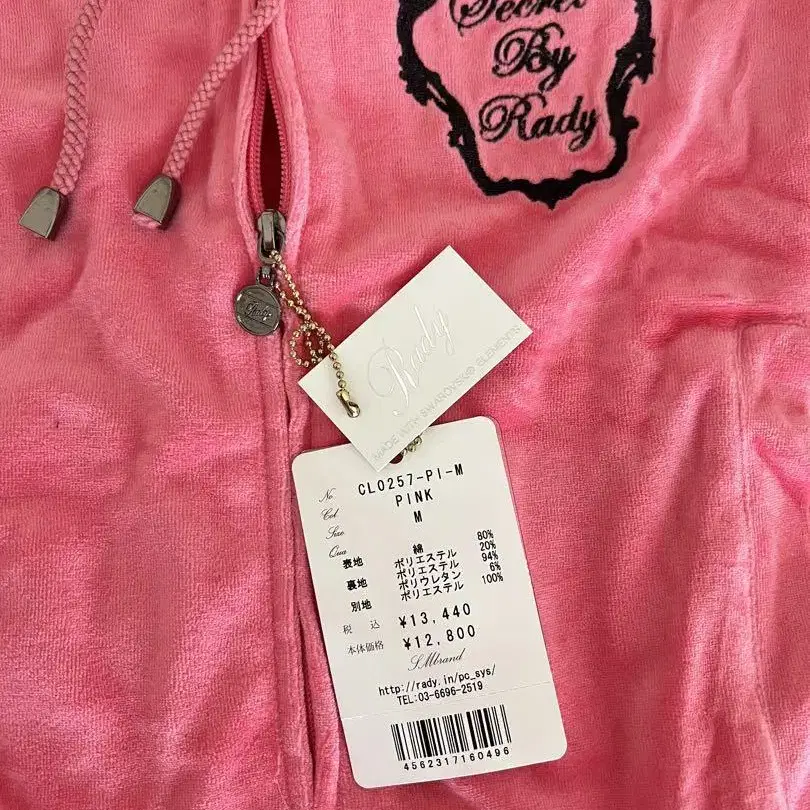 Secret
By
Rady
Rady
Rady
MADE WITH SWAROVSKI® ELEMENTS
No. CL0257-PI-M
Col. PINK
Size M
Qua
表地 綿 80%
ポリエステル 20%
裏地 ポリエステル 94%
ポリウレタン 6%
別地 ポリエステル 100%
税込 ¥13,440
本体価格 ¥12,800
SMbrand
http://rady.in/pc_sys/
TEL:03-6696-2519
4562317160496